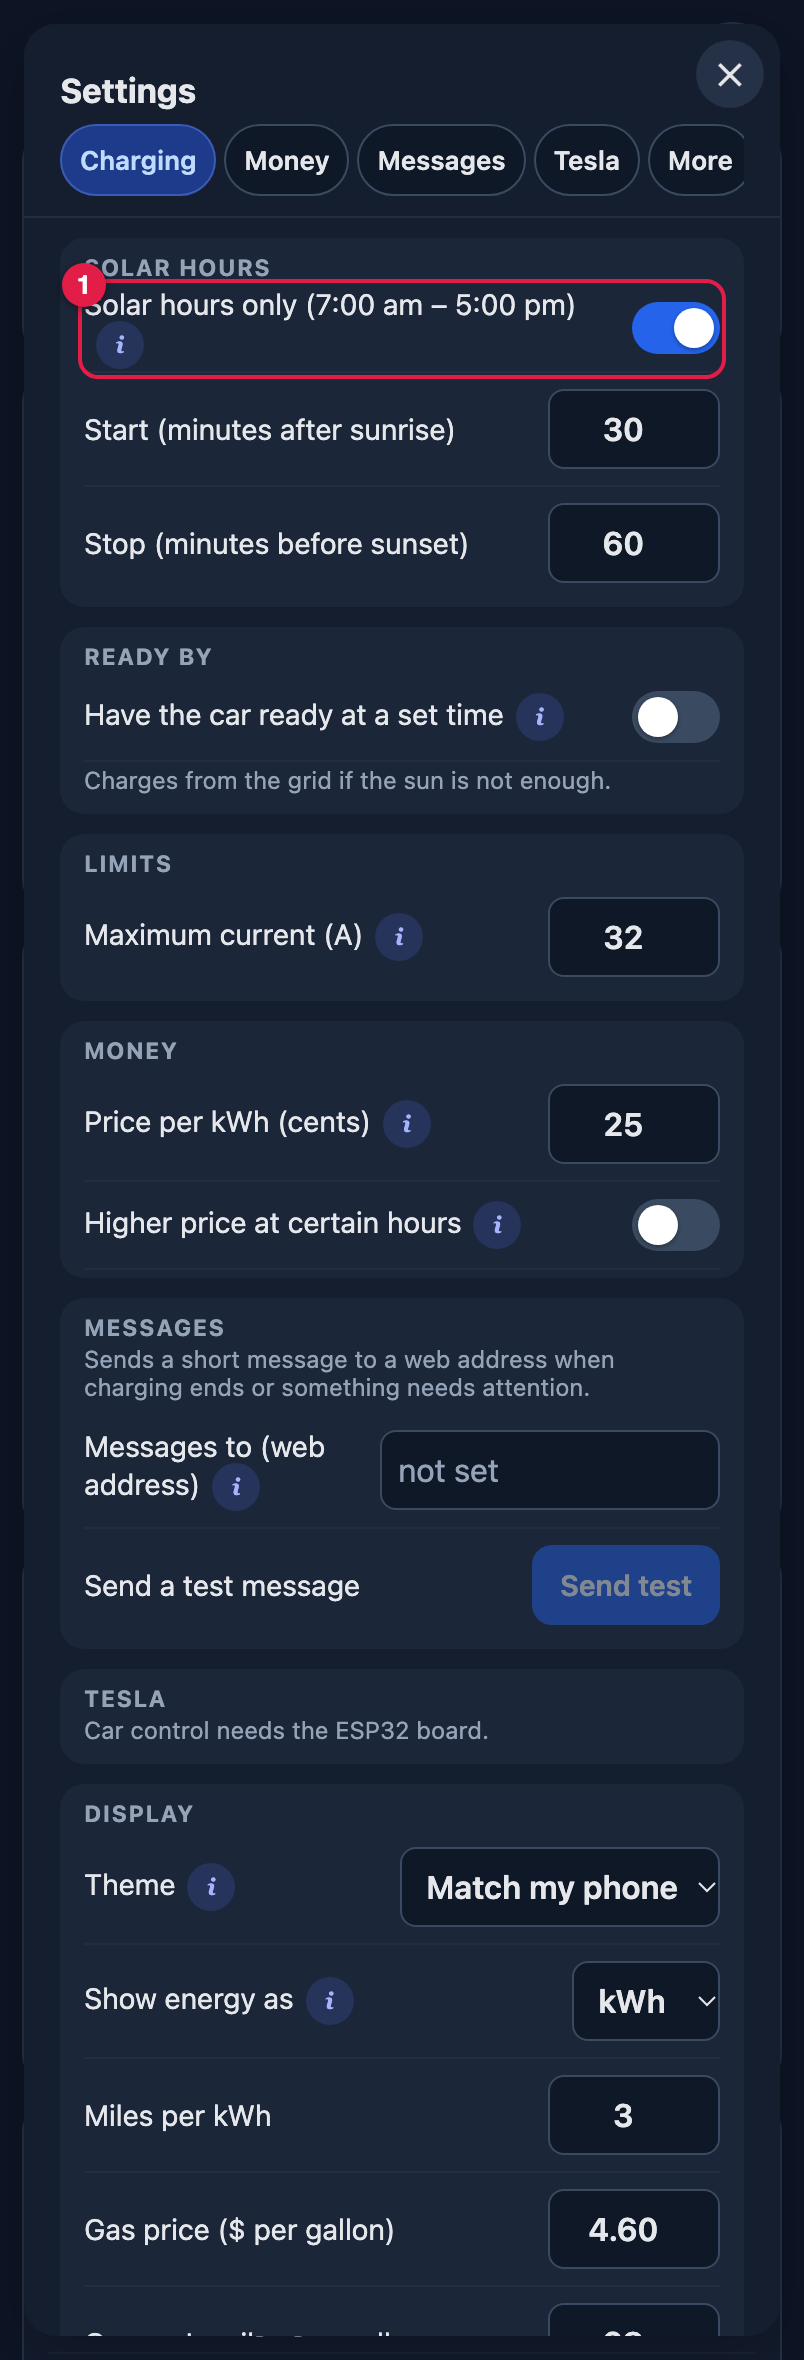 Settings
Charging Money Messages Tesla More
SOLAR HOURS
1
Solar hours only (7:00 am – 5:00 pm)
i
Start (minutes after sunrise) 30
Stop (minutes before sunset) 60
READY BY
Have the car ready at a set time i
Charges from the grid if the sun is not enough.
LIMITS
Maximum current (A) i 32
MONEY
Price per kWh (cents) i 25
Higher price at certain hours i
MESSAGES
Sends a short message to a web address when
charging ends or something needs attention.
Messages to (web
address) i not set
Send a test message Send test
TESLA
Car control needs the ESP32 board.
DISPLAY
Theme i Match my phone
Show energy as i kWh
Miles per kWh 3
Gas price ($ per gallon) 4.60